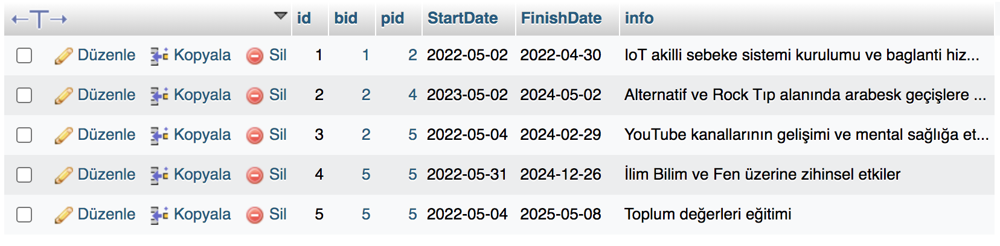 ←T→ id bid pid StartDate FinishDate info
Düzenle Kopyala Sil 1 1 2 2022-05-02 2022-04-30 IoT akilli sebeke sistemi kurulumu ve baglanti hiz...
Düzenle Kopyala Sil 2 2 4 2023-05-02 2024-05-02 Alternatif ve Rock Tıp alanında arabesk geçişlere ...
Düzenle Kopyala Sil 3 2 5 2022-05-04 2024-02-29 YouTube kanallarının gelişimi ve mental sağlığa et...
Düzenle Kopyala Sil 4 5 5 2022-05-31 2024-12-26 İlim Bilim ve Fen üzerine zihinsel etkiler
Düzenle Kopyala Sil 5 5 5 2022-05-04 2025-05-08 Toplum değerleri eğitimi